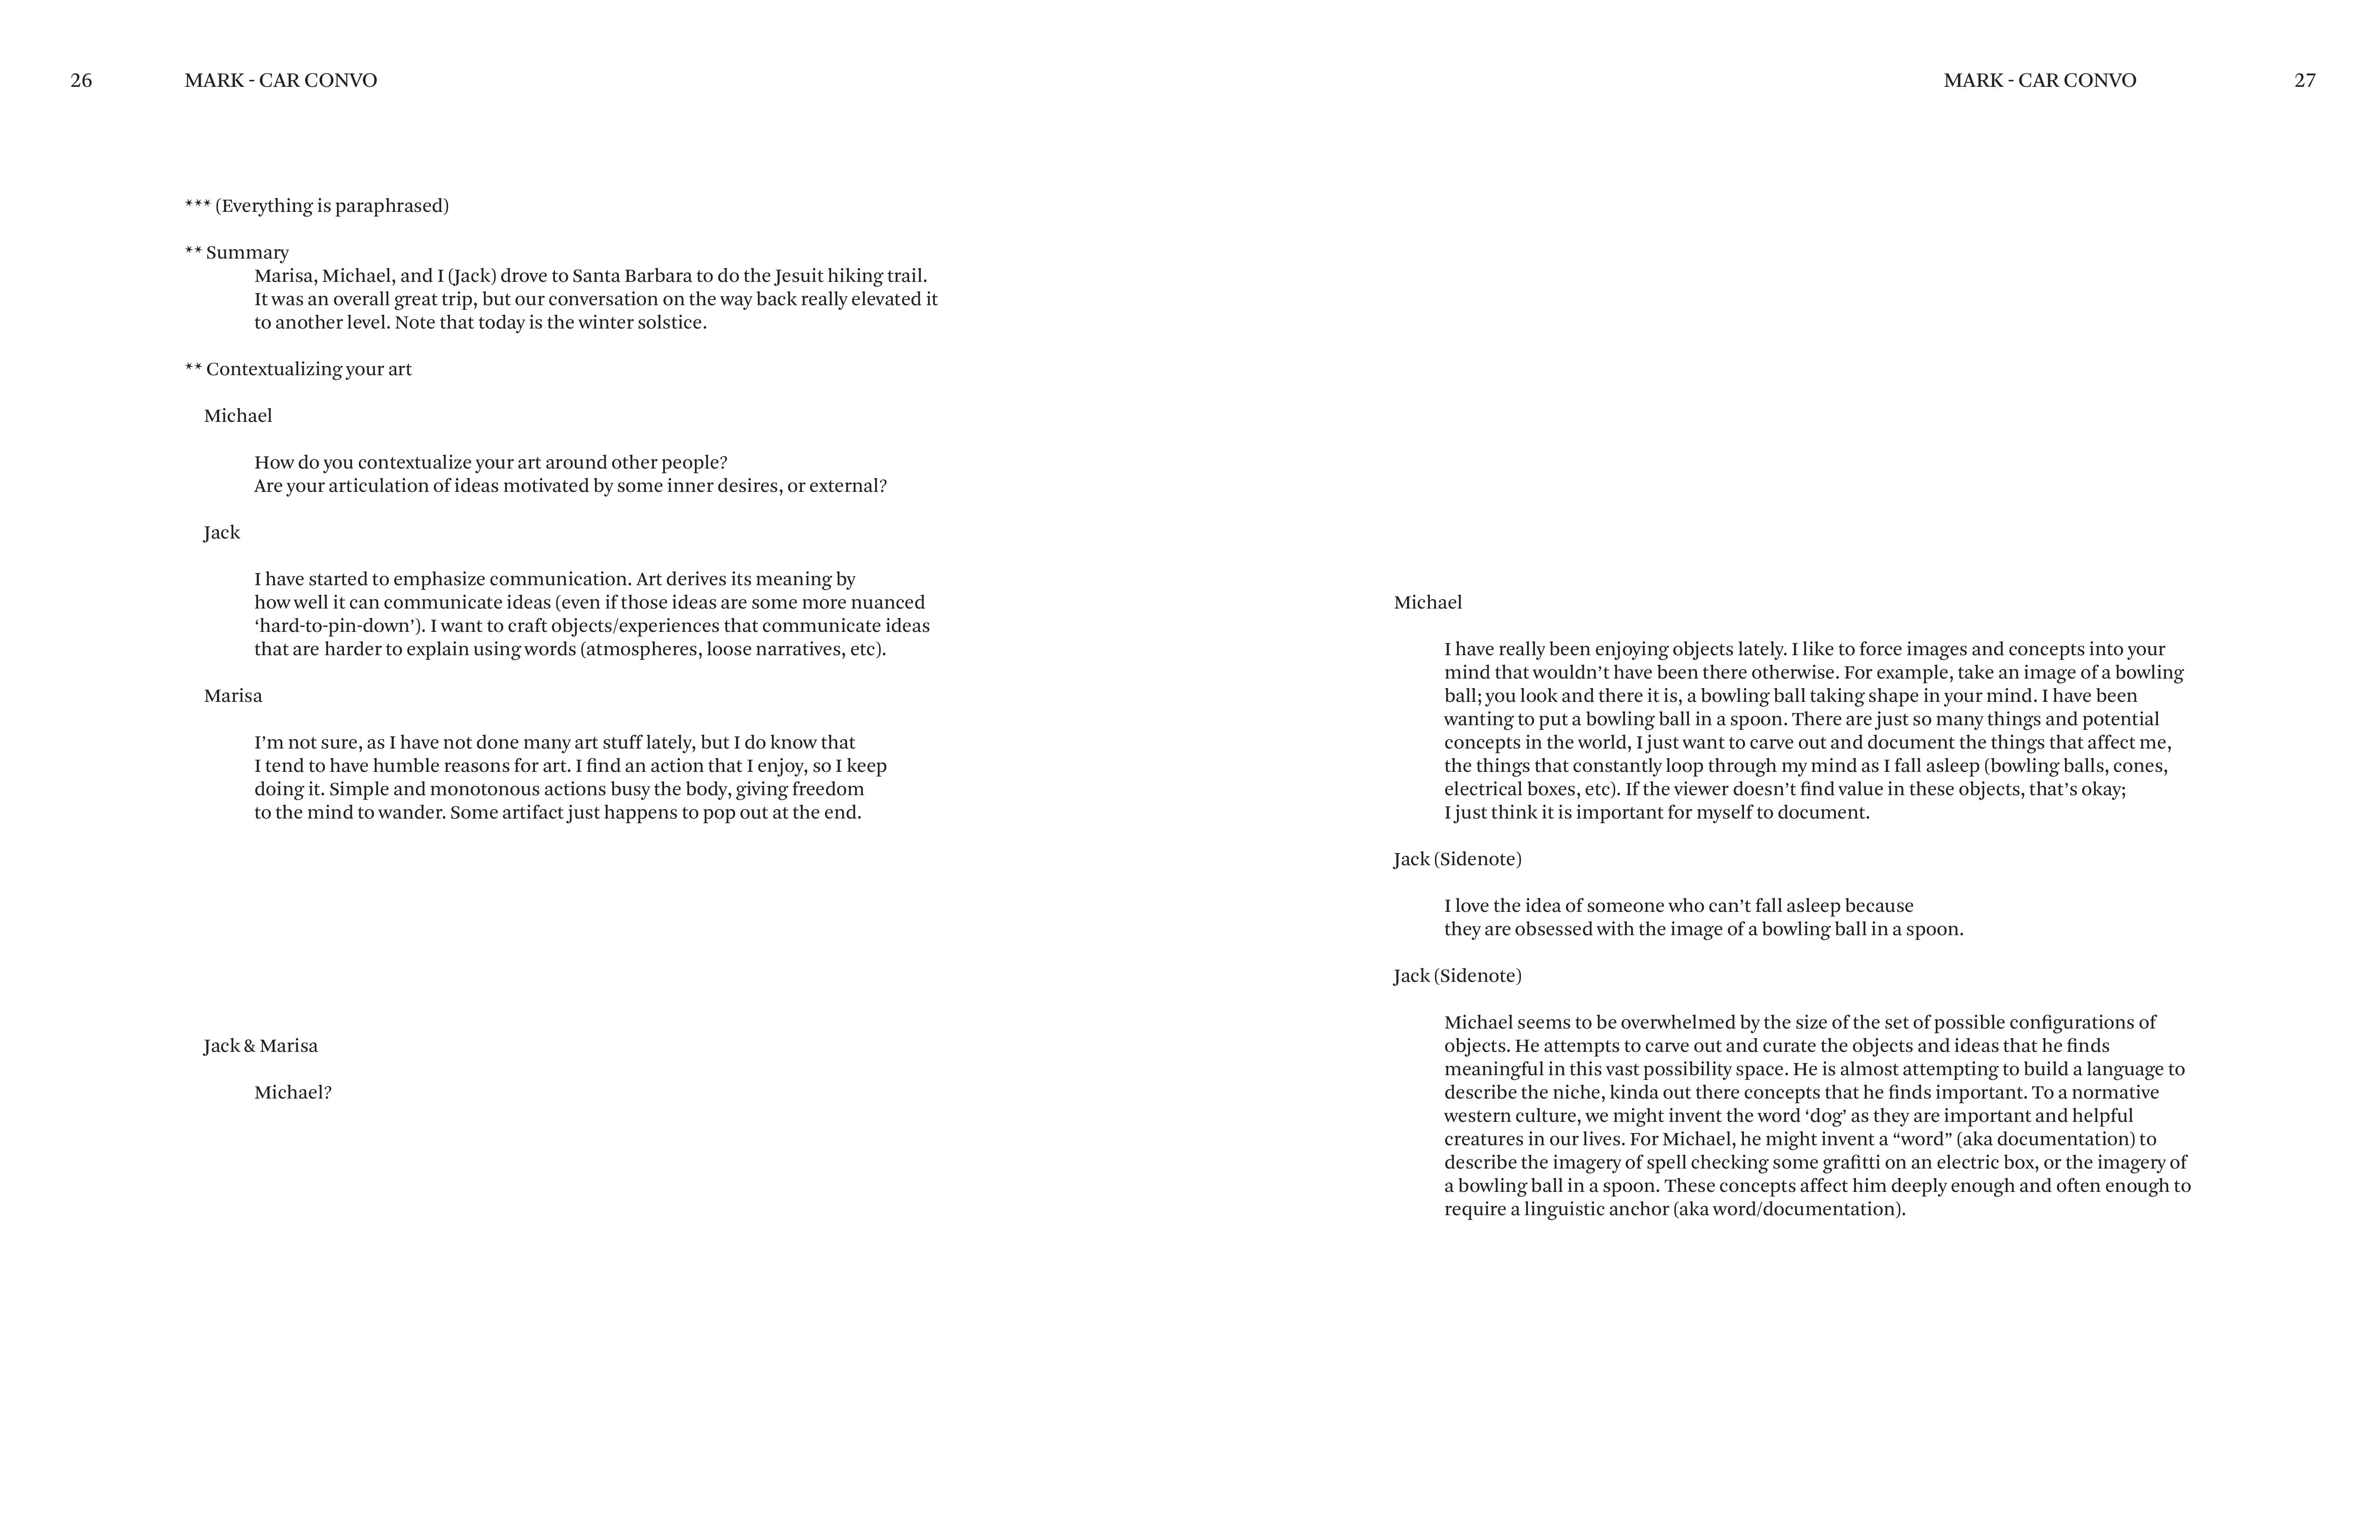 26
MARK - CAR CONVO
*** (Everything is paraphrased)
** Summary
Marisa, Michael, and I (Jack) drove to Santa Barbara to do the Jesuit hiking trail.
It was an overall great trip, but our conversation on the way back really elevated it
to another level. Note that today is the winter solstice.
** Contextualizing your art
Michael
How do you contextualize your art around other people?
Are your articulation of ideas motivated by some inner desires, or external?
Jack
I have started to emphasize communication. Art derives its meaning by
how well it can communicate ideas (even if those ideas are some more nuanced
‘hard-to-pin-down’). I want to craft objects/experiences that communicate ideas
that are harder to explain using words (atmospheres, loose narratives, etc).
Marisa
I’m not sure, as I have not done many art stuff lately, but I do know that
I tend to have humble reasons for art. I find an action that I enjoy, so I keep
doing it. Simple and monotonous actions busy the body, giving freedom
to the mind to wander. Some artifact just happens to pop out at the end.
Jack & Marisa
Michael?
MARK - CAR CONVO
27
Michael
I have really been enjoying objects lately. I like to force images and concepts into your
mind that wouldn’t have been there otherwise. For example, take an image of a bowling
ball; you look and there it is, a bowling ball taking shape in your mind. I have been
wanting to put a bowling ball in a spoon. There are just so many things and potential
concepts in the world, I just want to carve out and document the things that affect me,
the things that constantly loop through my mind as I fall asleep (bowling balls, cones,
electrical boxes, etc). If the viewer doesn’t find value in these objects, that’s okay;
I just think it is important for myself to document.
Jack (Sidenote)
I love the idea of someone who can’t fall asleep because
they are obsessed with the image of a bowling ball in a spoon.
Jack (Sidenote)
Michael seems to be overwhelmed by the size of the set of possible configurations of
objects. He attempts to carve out and curate the objects and ideas that he finds
meaningful in this vast possibility space. He is almost attempting to build a language to
describe the niche, kinda out there concepts that he finds important. To a normative
western culture, we might invent the word ‘dog’ as they are important and helpful
creatures in our lives. For Michael, he might invent a “word” (aka documentation) to
describe the imagery of spell checking some grafitti on an electric box, or the imagery of
a bowling ball in a spoon. These concepts affect him deeply enough and often enough to
require a linguistic anchor (aka word/documentation).